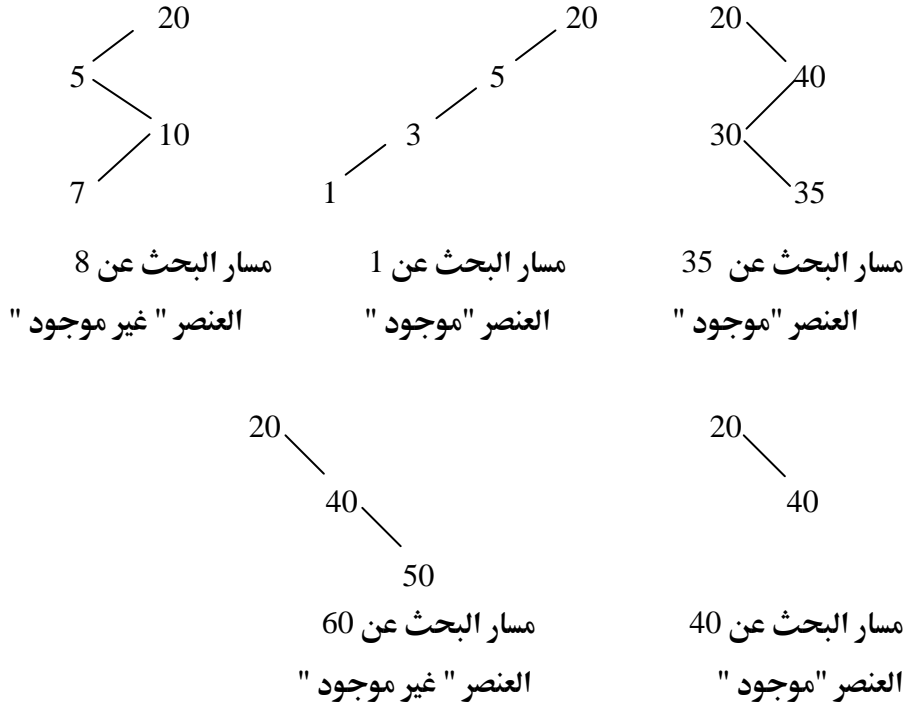 20 20 20
5 5 40
10 3 30
7 1 35
مسار البحث عن 35 مسار البحث عن 1 مسار البحث عن 8
العنصر "موجود " العنصر "موجود " العنصر " غير موجود "
20 20
40 40
50
مسار البحث عن 40 مسار البحث عن 60
العنصر "موجود " العنصر " غير موجود "